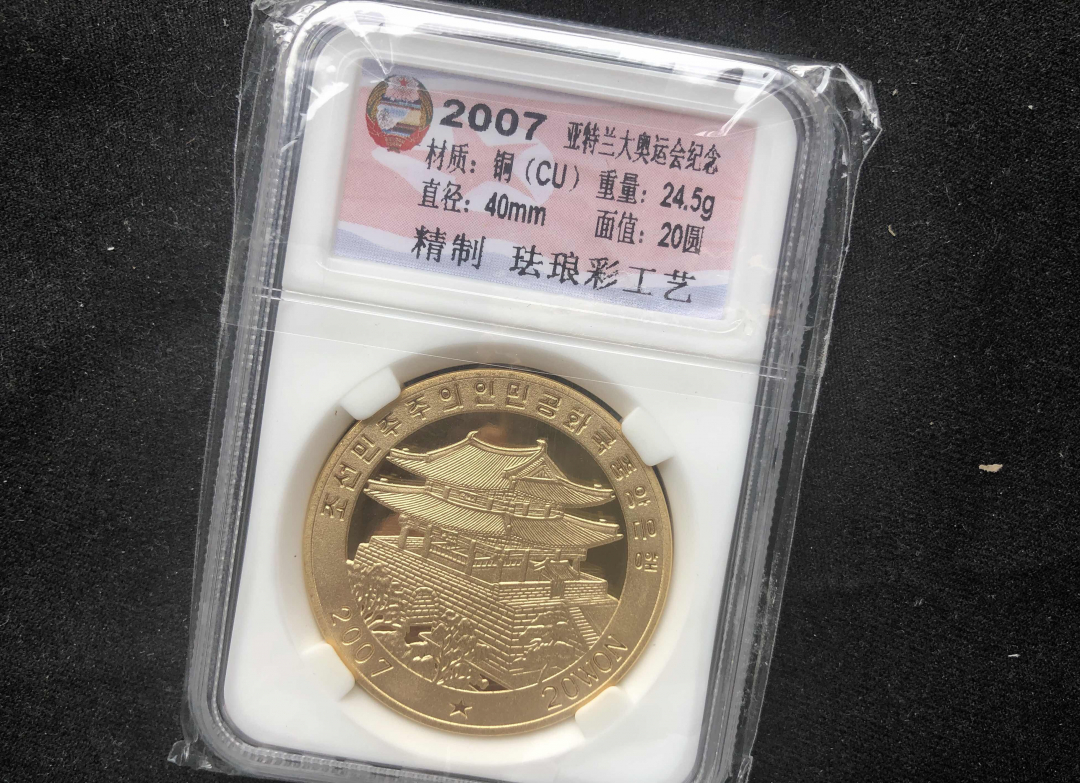 2007 亚特兰大奥运会纪念
材质：铜（CU） 重量：24.5g
直径：40mm 面值：20圆
精制 珐琅彩工艺
조선민주주의인민공화국중앙은행
2007 ★ 20WON